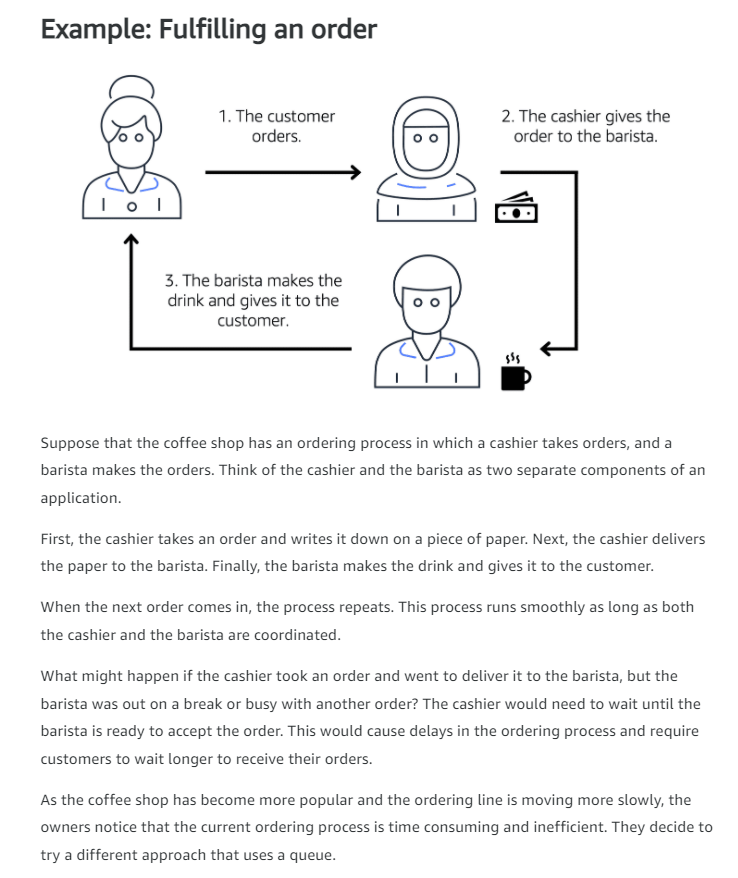 Example: Fulfilling an order
1. The customer
orders.
2. The cashier gives the
order to the barista.
3. The barista makes the
drink and gives it to the
customer.
Suppose that the coffee shop has an ordering process in which a cashier takes orders, and a
barista makes the orders. Think of the cashier and the barista as two separate components of an
application.
First, the cashier takes an order and writes it down on a piece of paper. Next, the cashier delivers
the paper to the barista. Finally, the barista makes the drink and gives it to the customer.
When the next order comes in, the process repeats. This process runs smoothly as long as both
the cashier and the barista are coordinated.
What might happen if the cashier took an order and went to deliver it to the barista, but the
barista was out on a break or busy with another order? The cashier would need to wait until the
barista is ready to accept the order. This would cause delays in the ordering process and require
customers to wait longer to receive their orders.
As the coffee shop has become more popular and the ordering line is moving more slowly, the
owners notice that the current ordering process is time consuming and inefficient. They decide to
try a different approach that uses a queue.